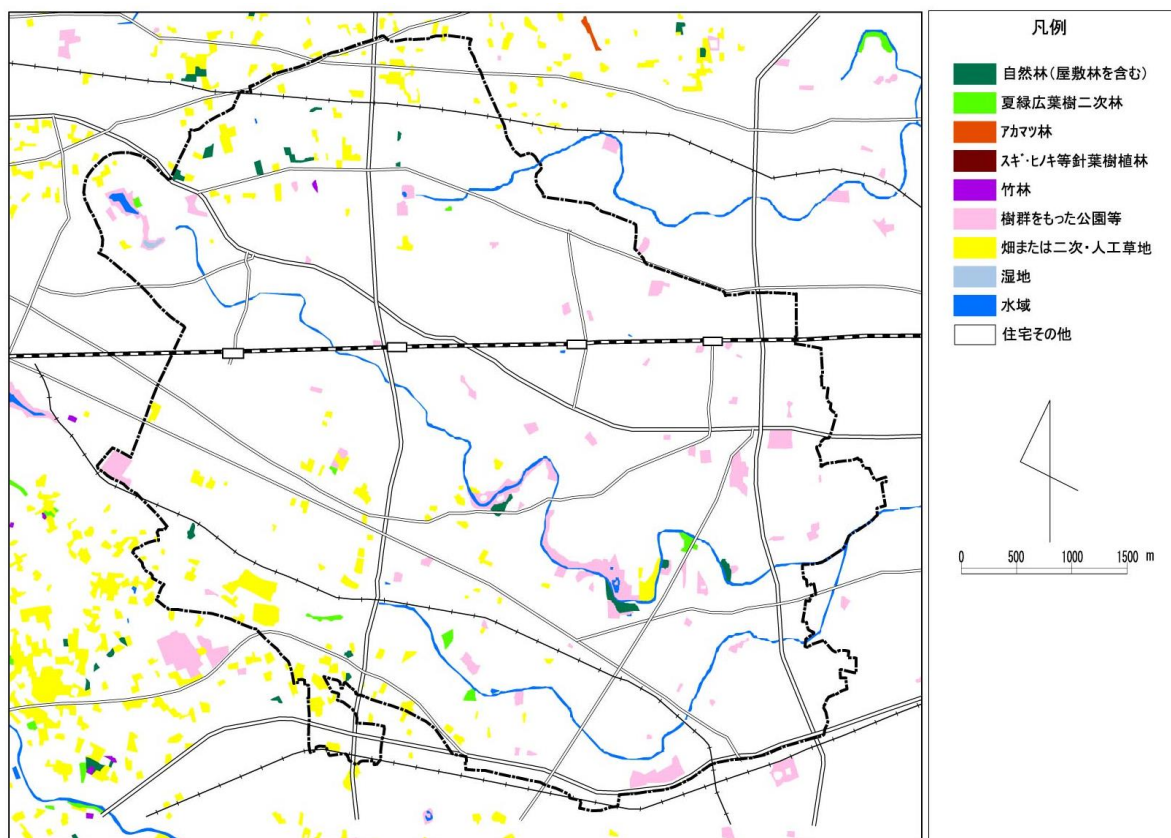 凡例
自然林(屋敷林を含む)
夏緑広葉樹二次林
アカマツ林
スギ・ヒノキ等針葉樹植林
竹林
樹群をもった公園等
畑または二次・人工草地
湿地
水域
住宅その他
0 500 1000 1500 m